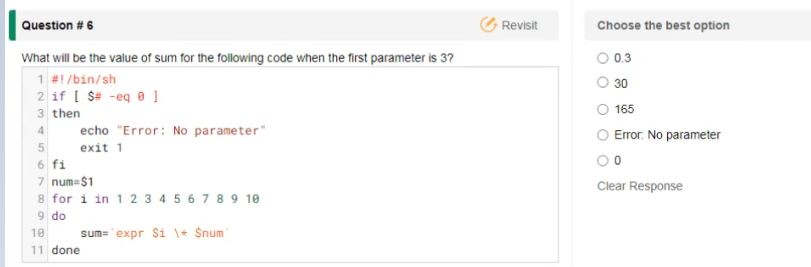 Question # 6
Revisit
What will be the value of sum for the following code when the first parameter is 3?
1 #!/bin/sh
2 if [ $# -eq 0 ]
3 then
4 echo "Error: No parameter"
5 exit 1
6 fi
7 num=$1
8 for i in 1 2 3 4 5 6 7 8 9 10
9 do
10 sum=`expr $i \* $num`
11 done
Choose the best option
0.3
30
165
Error: No parameter
0
Clear Response